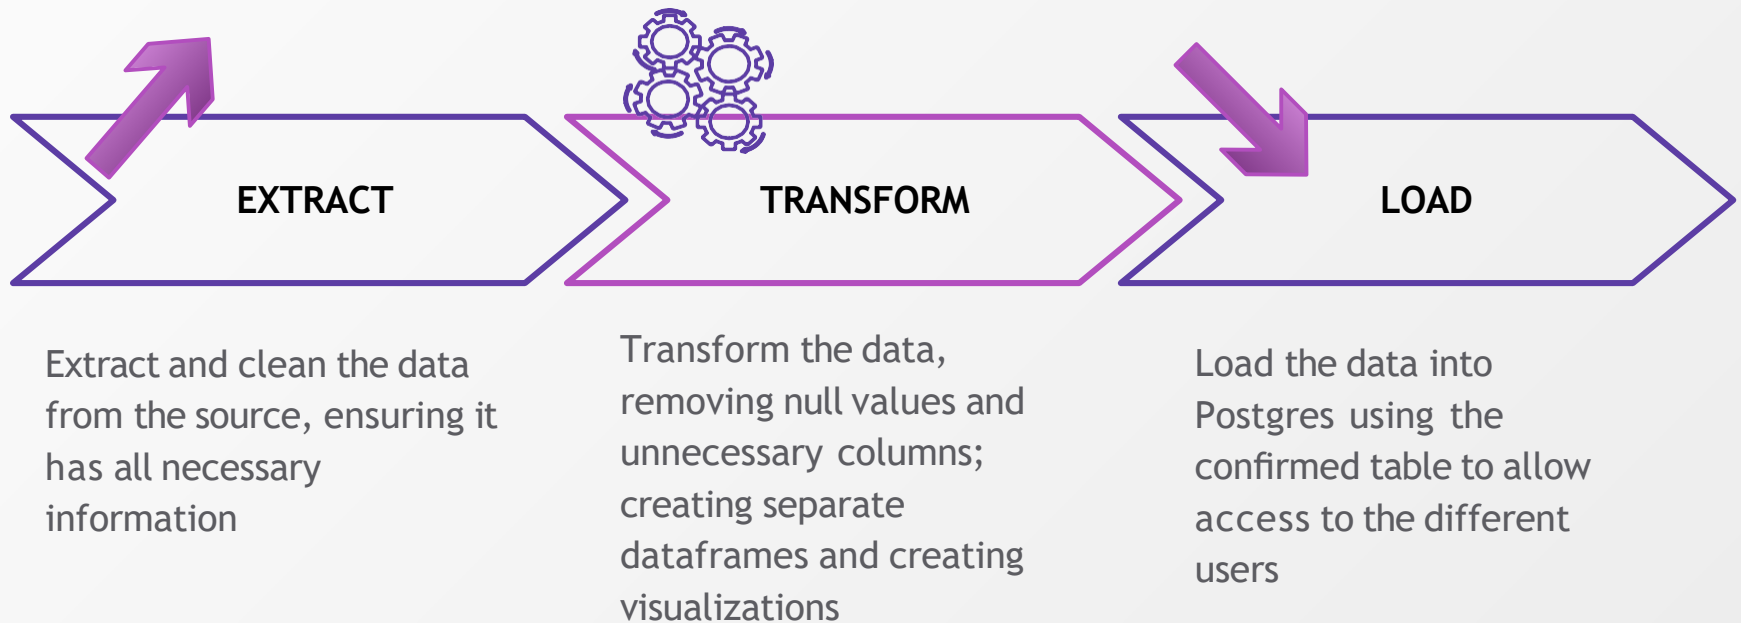 EXTRACT
TRANSFORM
LOAD
Extract and clean the data
from the source, ensuring it
has all necessary
information
Transform the data,
removing null values and
unnecessary columns;
creating separate
dataframes and creating
visualizations
Load the data into
Postgres using the
confirmed table to allow
access to the different
users